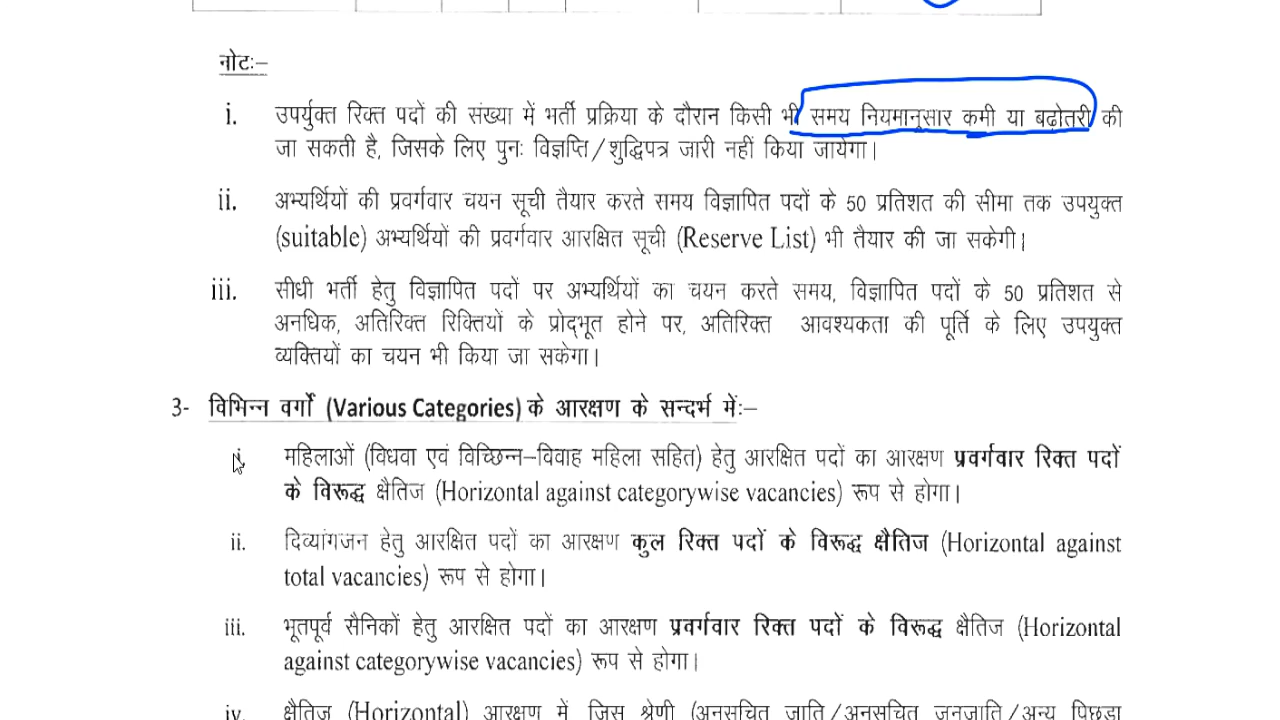 नोटः–
i. उपर्युक्त रिक्त पदों की संख्या में भर्ती प्रक्रिया के दौरान किसी भी समय नियमानुसार कमी या बढ़ोतरी की
जा सकती है, जिसके लिए पुनः विज्ञप्ति/शुद्धिपत्र जारी नहीं किया जायेगा।
ii. अभ्यर्थियों की प्रवर्गवार चयन सूची तैयार करते समय विज्ञापित पदों के 50 प्रतिशत की सीमा तक उपयुक्त
(suitable) अभ्यर्थियों की प्रवर्गवार आरक्षित सूची (Reserve List) भी तैयार की जा सकेगी।
iii. सीधी भर्ती हेतु विज्ञापित पदों पर अभ्यर्थियों का चयन करते समय, विज्ञापित पदों के 50 प्रतिशत से
अनधिक, अतिरिक्त रिक्तियों के प्रोद्‌भूत होने पर, अतिरिक्त आवश्यकता की पूर्ति के लिए उपयुक्त
व्यक्तियों का चयन भी किया जा सकेगा।
3- विभिन्न वर्गों (Various Categories) के आरक्षण के सन्दर्भ में:–
i. महिलाओं (विधवा एवं विच्छिन्न–विवाह महिला सहित) हेतु आरक्षित पदों का आरक्षण प्रवर्गवार रिक्त पदों
के विरूद्ध क्षैतिज (Horizontal against categorywise vacancies) रूप से होगा।
ii. दिव्यांगजन हेतु आरक्षित पदों का आरक्षण कुल रिक्त पदों के विरूद्ध क्षैतिज (Horizontal against
total vacancies) रूप से होगा।
iii. भूतपूर्व सैनिकों हेतु आरक्षित पदों का आरक्षण प्रवर्गवार रिक्त पदों के विरूद्ध क्षैतिज (Horizontal
against categorywise vacancies) रूप से होगा।
iv. क्षैतिज (Horizontal) आरक्षण में जिस श्रेणी (अनुसूचित जाति/अनुसूचित जनजाति/अन्य पिछड़ा